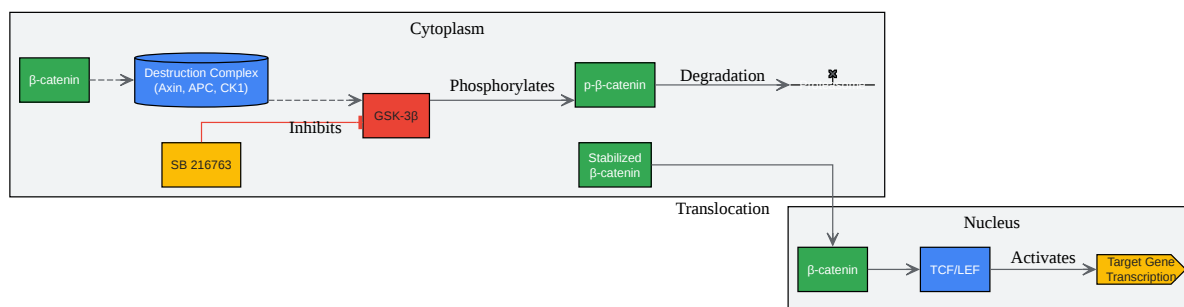 Cytoplasm
β-catenin
Destruction Complex
(Axin, APC, CK1)
GSK-3β
Phosphorylates
p-β-catenin
Degradation
Inhibits
SB 216763
Stabilized
β-catenin
Translocation
Nucleus
β-catenin
TCF/LEF
Activates
Target Gene
Transcription